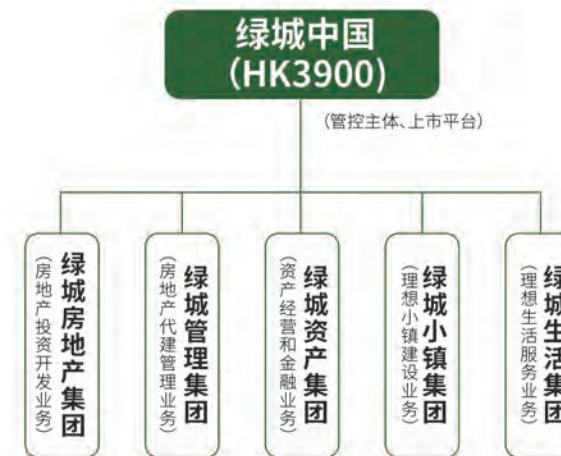 绿城中国
(HK3900)
(管控主体、上市平台)
绿城房地产集团
(房地产投资开发业务)
绿城管理集团
(房地产代建管理业务)
绿城资产集团
(资产经营和金融业务)
绿城小镇集团
(理想小镇建设业务)
绿城生活集团
(理想生活服务业务)